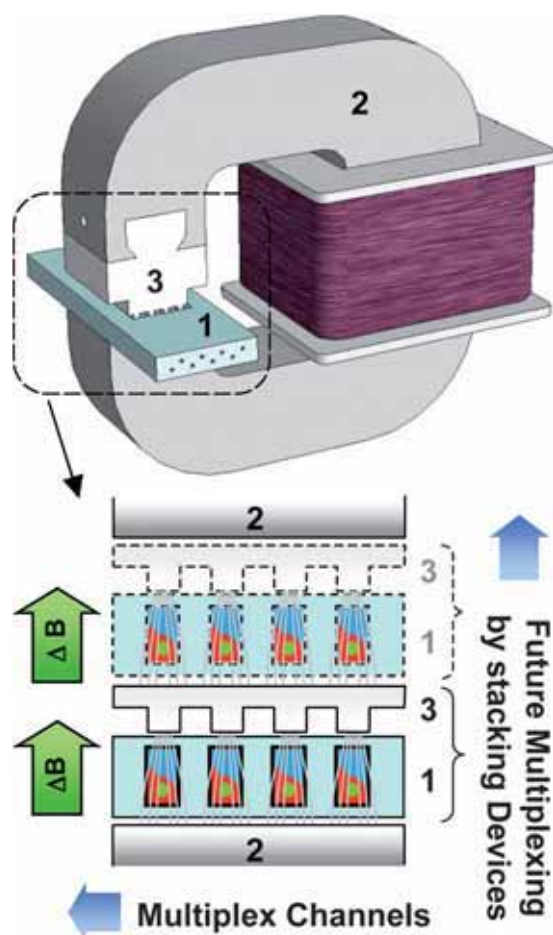 2
3
1
2
3
1
ΔB
3
1
ΔB
2
Multiplex Channels
Future Multiplexing
by stacking Devices